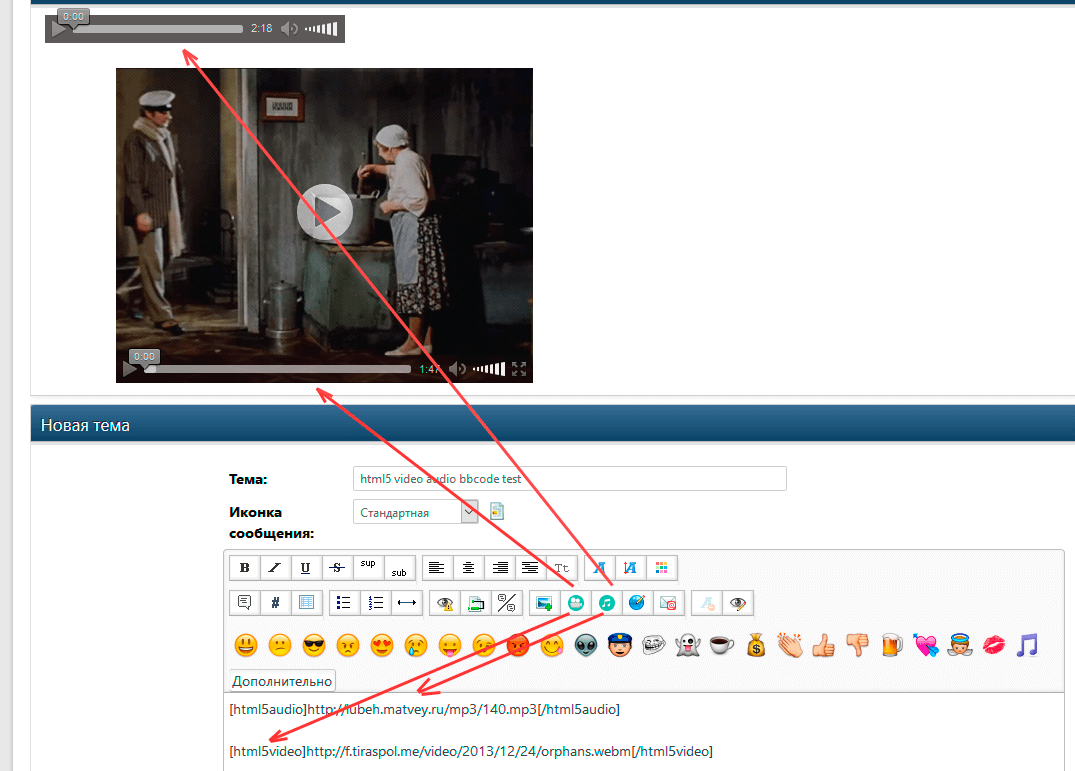 0:00
2:18
0:00
1:47
Новая тема
Тема:
html5 video audio bbcode test
Иконка
сообщения:
Стандартная
B I U S sup sub
Tt A A
#
Дополнительно
[html5audio]http://lubeh.matvey.ru/mp3/140.mp3[/html5audio]
[html5video]http://f.tiraspol.me/video/2013/12/24/orphans.webm[/html5video]